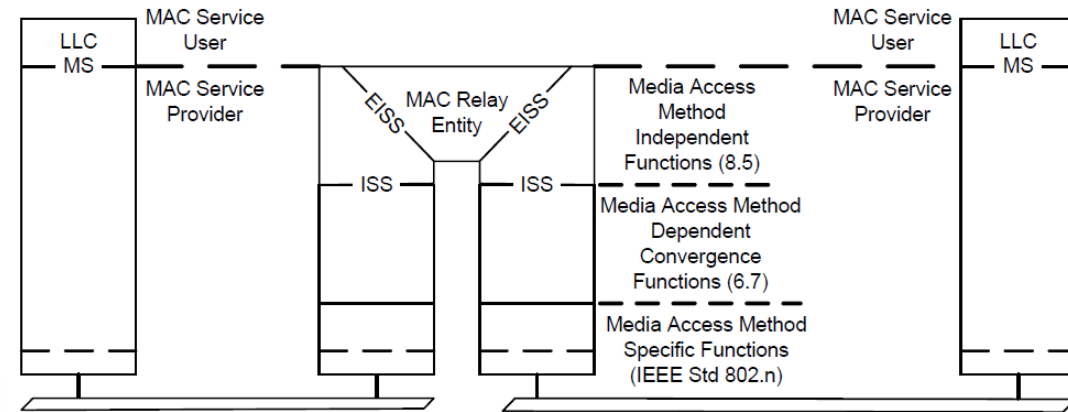 MAC Service
User
LLC
MS
MAC Service
Provider
EISS
MAC Relay
Entity
EISS
ISS
ISS
Media Access
Method
Independent
Functions (8.5)
Media Access Method
Dependent
Convergence
Functions (6.7)
Media Access Method
Specific Functions
(IEEE Std 802.n)
MAC Service
User
MAC Service
Provider
LLC
MS